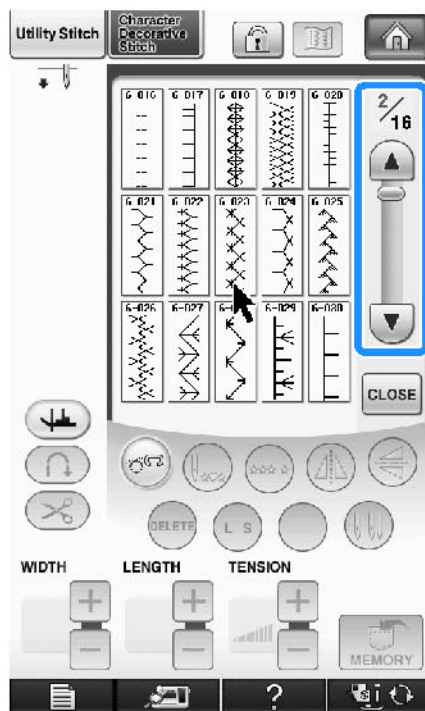 Utility Stitch
Character
Decorative
Stitch
6-016 6-017 6-018 6-019 6-020
2/16
6-021 6-022 6-023 6-024 6-025
6-026 6-027 6-029 6-030
CLOSE
DELETE L S
WIDTH LENGTH TENSION
+ + +
− − −
MEMORY
?